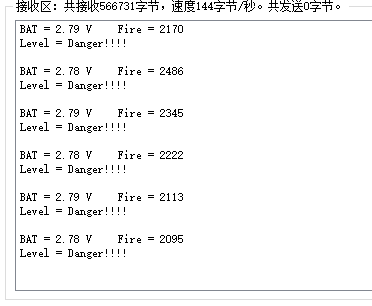 接收区：共接收566731字节，速度144字节/秒。共发送0字节。
BAT = 2.79 V    Fire = 2170
Level = Danger!!!!
BAT = 2.78 V    Fire = 2486
Level = Danger!!!!
BAT = 2.79 V    Fire = 2345
Level = Danger!!!!
BAT = 2.78 V    Fire = 2222
Level = Danger!!!!
BAT = 2.79 V    Fire = 2113
Level = Danger!!!!
BAT = 2.78 V    Fire = 2095
Level = Danger!!!!